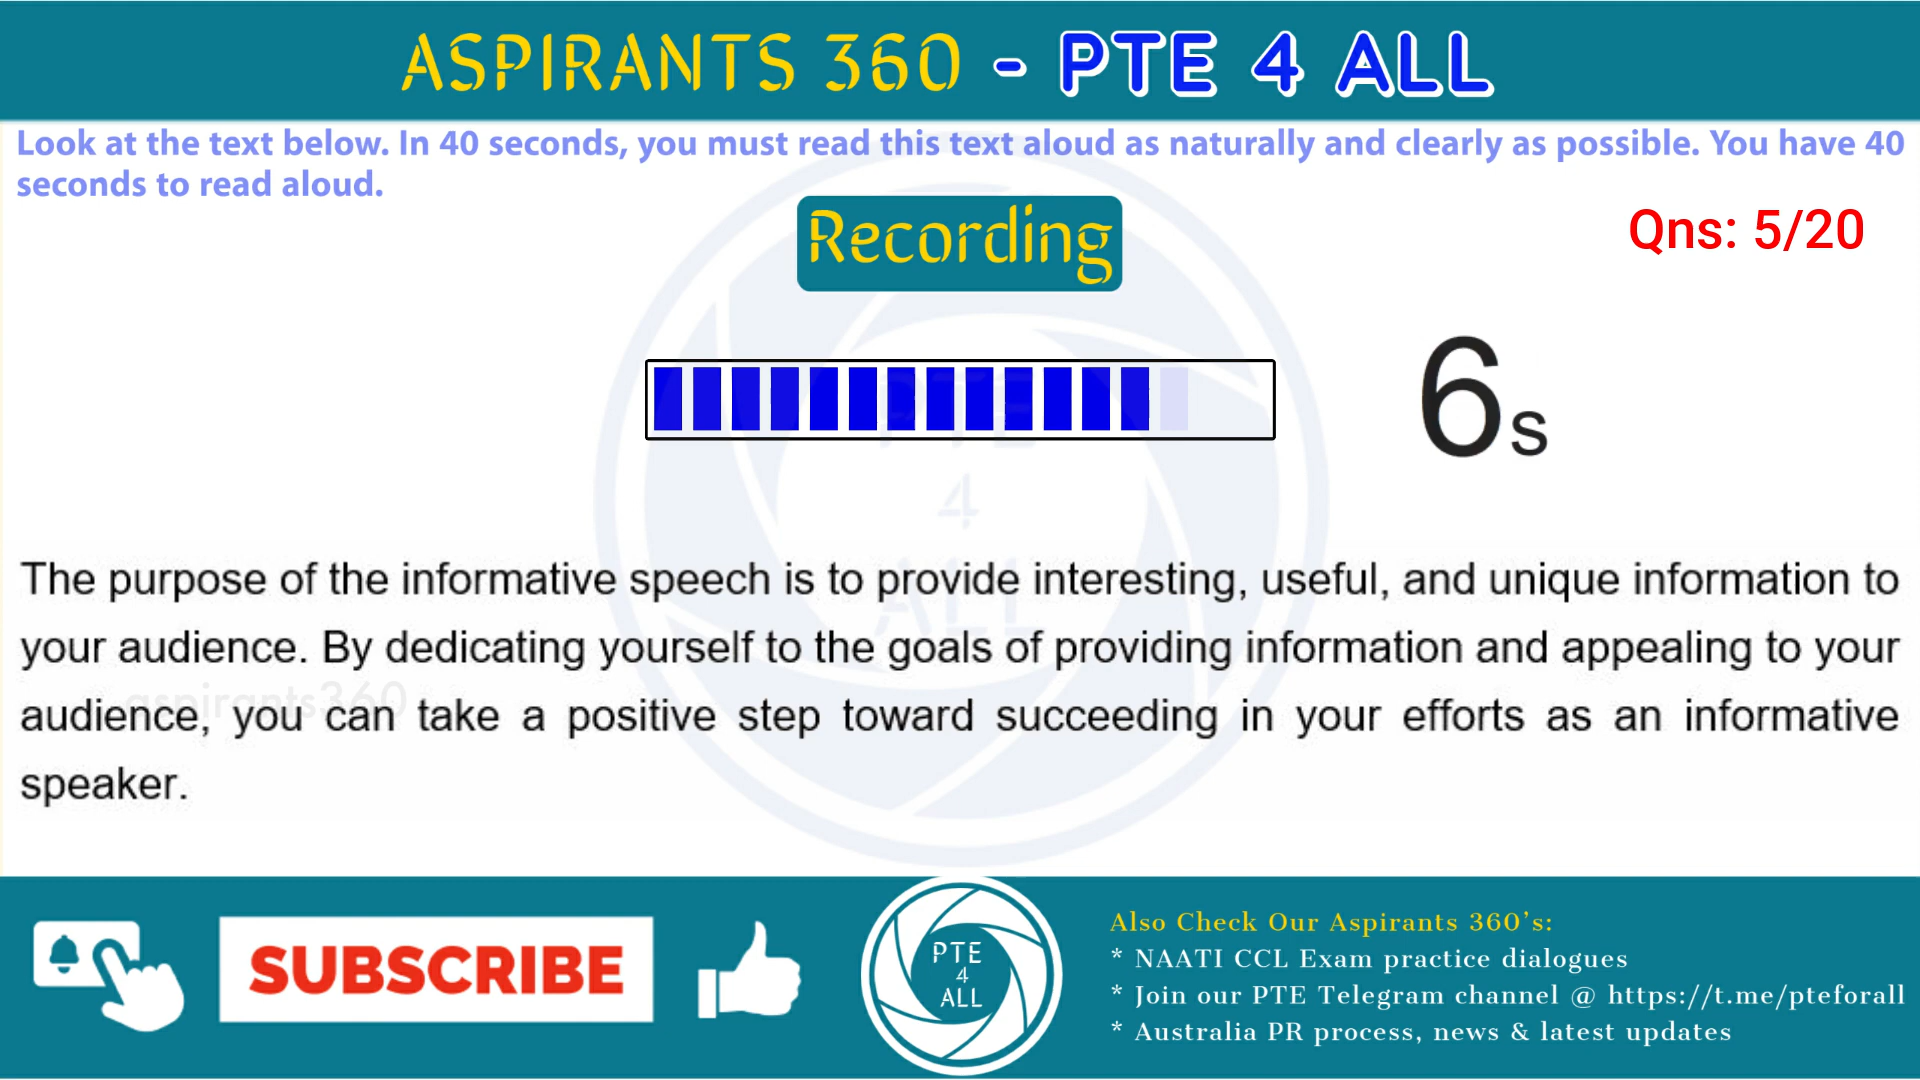 ASPIRANTS 360 - PTE 4 ALL
Look at the text below. In 40 seconds, you must read this text aloud as naturally and clearly as possible. You have 40
seconds to read aloud.
Recording
Qns: 5/20
6s
PTE
4
ALL
The purpose of the informative speech is to provide interesting, useful, and unique information to
your audience. By dedicating yourself to the goals of providing information and appealing to your
aspirants360
audience, you can take a positive step toward succeeding in your efforts as an informative
speaker.
SUBSCRIBE
PTE
4
ALL
Also Check Our Aspirants 360's:
* NAATI CCL Exam practice dialogues
* Join our PTE Telegram channel @ https://t.me/pteforall
* Australia PR process, news & latest updates